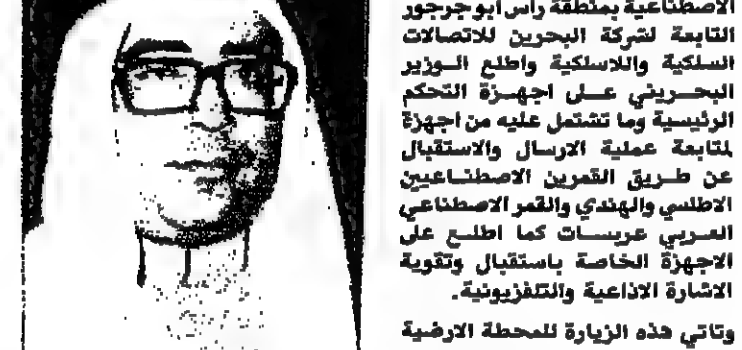 الاصطناعية بمنطقة راس ابو جرجور
التابعة لشركة البحرين للاتصالات
السلكية واللاسلكية واطلع الوزير
البحريني على اجهزة التحكم
الرئيسية وما تشتمل عليه من اجهزة
لمتابعة عملية الارسال والاستقبال
عن طريق القمرين الاصطناعيين
الاطلسي والهندي والقمر الاصطناعي
العربي عربسات كما اطلع على
الاجهزة الخاصة باستقبال وتقوية
الاشارة الاذاعية والتلفزيونية.
وتاتي هذه الزيارة للمحطة الارضية